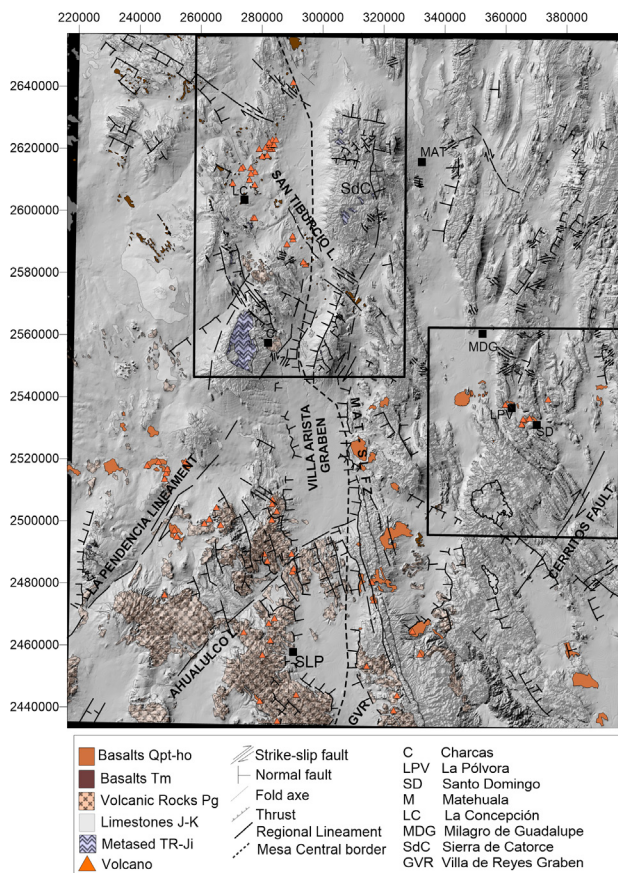 220000 240000 260000 280000 300000 320000 340000 360000 380000
2640000
2620000
2600000
2580000
2560000
2540000
2520000
2500000
2480000
2460000
2440000
MAT
SAN TIBURCIO L.
SdC
LC
C
MDG
LPV
SD
VILLA ARISTA
GRABEN
MAT - SLP FZ
LA PENDENCIA LINEAMENT
CERRITOS FAULT
AHUALULCO L.
SLP
GVR
Basalts Qpt-ho
Basalts Tm
Volcanic Rocks Pg
Limestones J-K
Metased TR-Ji
Volcano
Strike-slip fault
Normal fault
Fold axe
Thrust
Regional Lineament
Mesa Central border
C Charcas
LPV La Pólvora
SD Santo Domingo
M Matehuala
LC La Concepción
MDG Milagro de Guadalupe
SdC Sierra de Catorce
GVR Villa de Reyes Graben